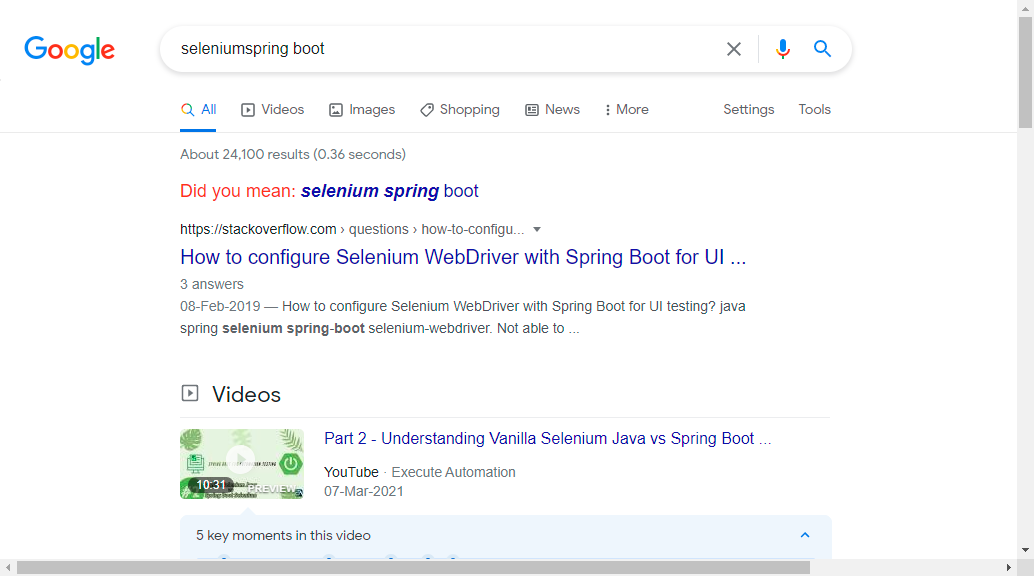 Google
seleniumspring boot
All Videos Images Shopping News More Settings Tools
About 24,100 results (0.36 seconds)
Did you mean: selenium spring boot
https://stackoverflow.com › questions › how-to-configu...
How to configure Selenium WebDriver with Spring Boot for UI ...
3 answers
08-Feb-2019 — How to configure Selenium WebDriver with Spring Boot for UI testing? java
spring selenium spring-boot selenium-webdriver. Not able to ...
Videos
Part 2 - Understanding Vanilla Selenium Java vs Spring Boot ...
10:31
PREVIEW
YouTube · Execute Automation
07-Mar-2021
5 key moments in this video